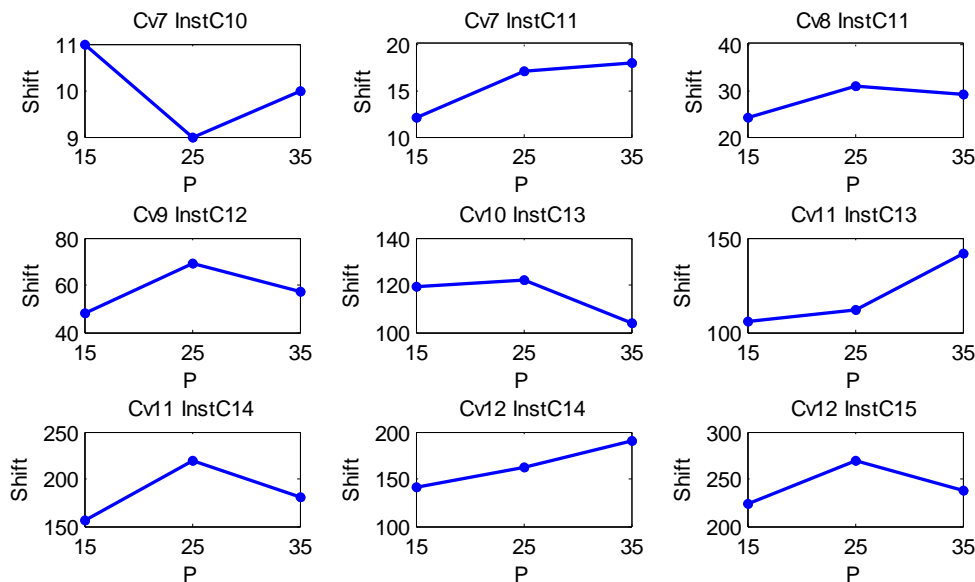 Cv7 InstC10
11
10
9
Shift
15 25 35
P
Cv7 InstC11
20
15
10
Shift
15 25 35
P
Cv8 InstC11
40
30
20
Shift
15 25 35
P
Cv9 InstC12
80
60
40
Shift
15 25 35
P
Cv10 InstC13
140
120
100
Shift
15 25 35
P
Cv11 InstC13
150
100
Shift
15 25 35
P
Cv11 InstC14
250
200
150
Shift
15 25 35
P
Cv12 InstC14
200
150
100
Shift
15 25 35
P
Cv12 InstC15
300
250
200
Shift
15 25 35
P